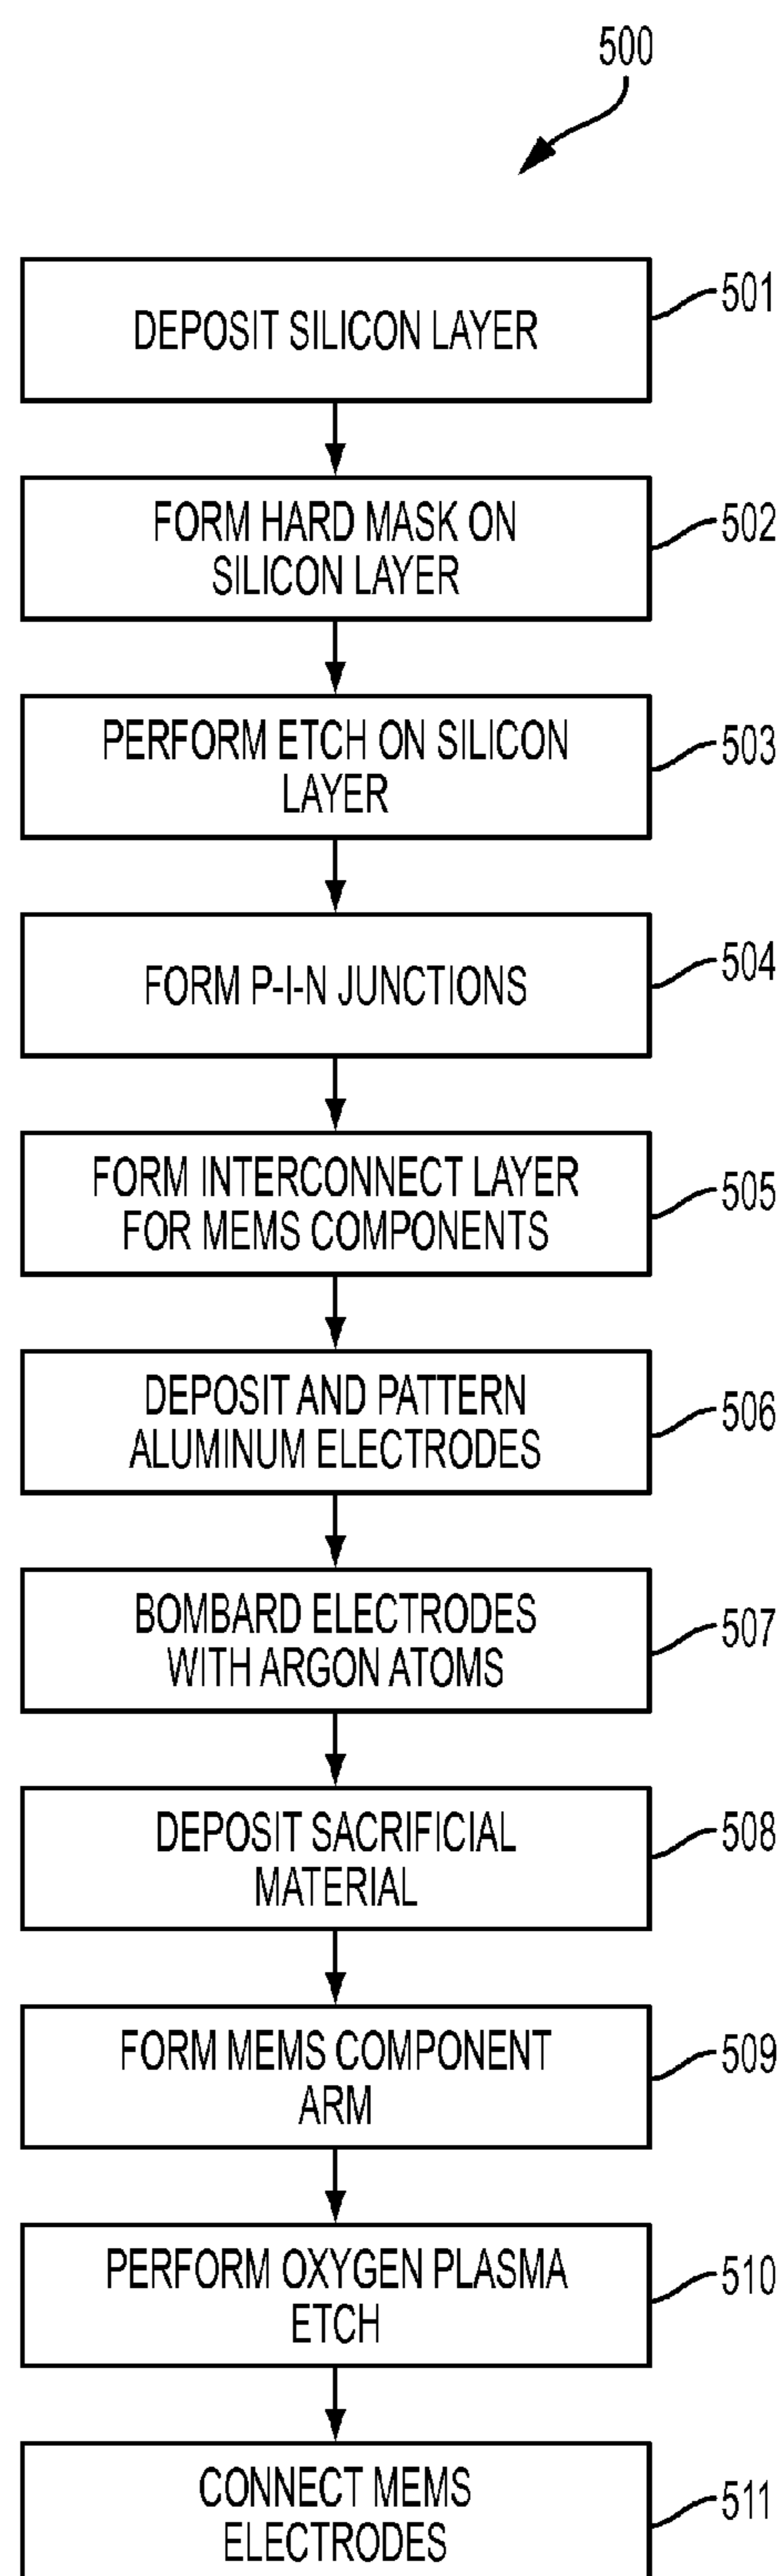 500
DEPOSIT SILICON LAYER
501
FORM HARD MASK ON
SILICON LAYER
502
PERFORM ETCH ON SILICON
LAYER
503
FORM P-I-N JUNCTIONS
504
FORM INTERCONNECT LAYER
FOR MEMS COMPONENTS
505
DEPOSIT AND PATTERN
ALUMINUM ELECTRODES
506
BOMBARD ELECTRODES
WITH ARGON ATOMS
507
DEPOSIT SACRIFICIAL
MATERIAL
508
FORM MEMS COMPONENT
ARM
509
PERFORM OXYGEN PLASMA
ETCH
510
CONNECT MEMS
ELECTRODES
511